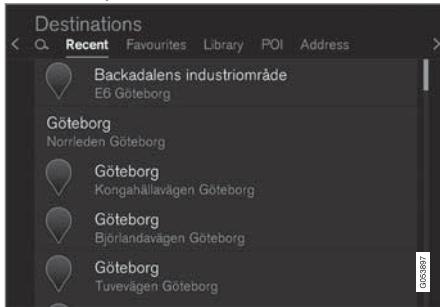 Destinations
Recent Favourites Library POI Address
Backadalens industriområde
E6 Göteborg
Göteborg
Norrleden Göteborg
Göteborg
Kongahällavägen Göteborg
Göteborg
Björlandavägen Göteborg
Göteborg
Tuvevägen Göteborg
G053897